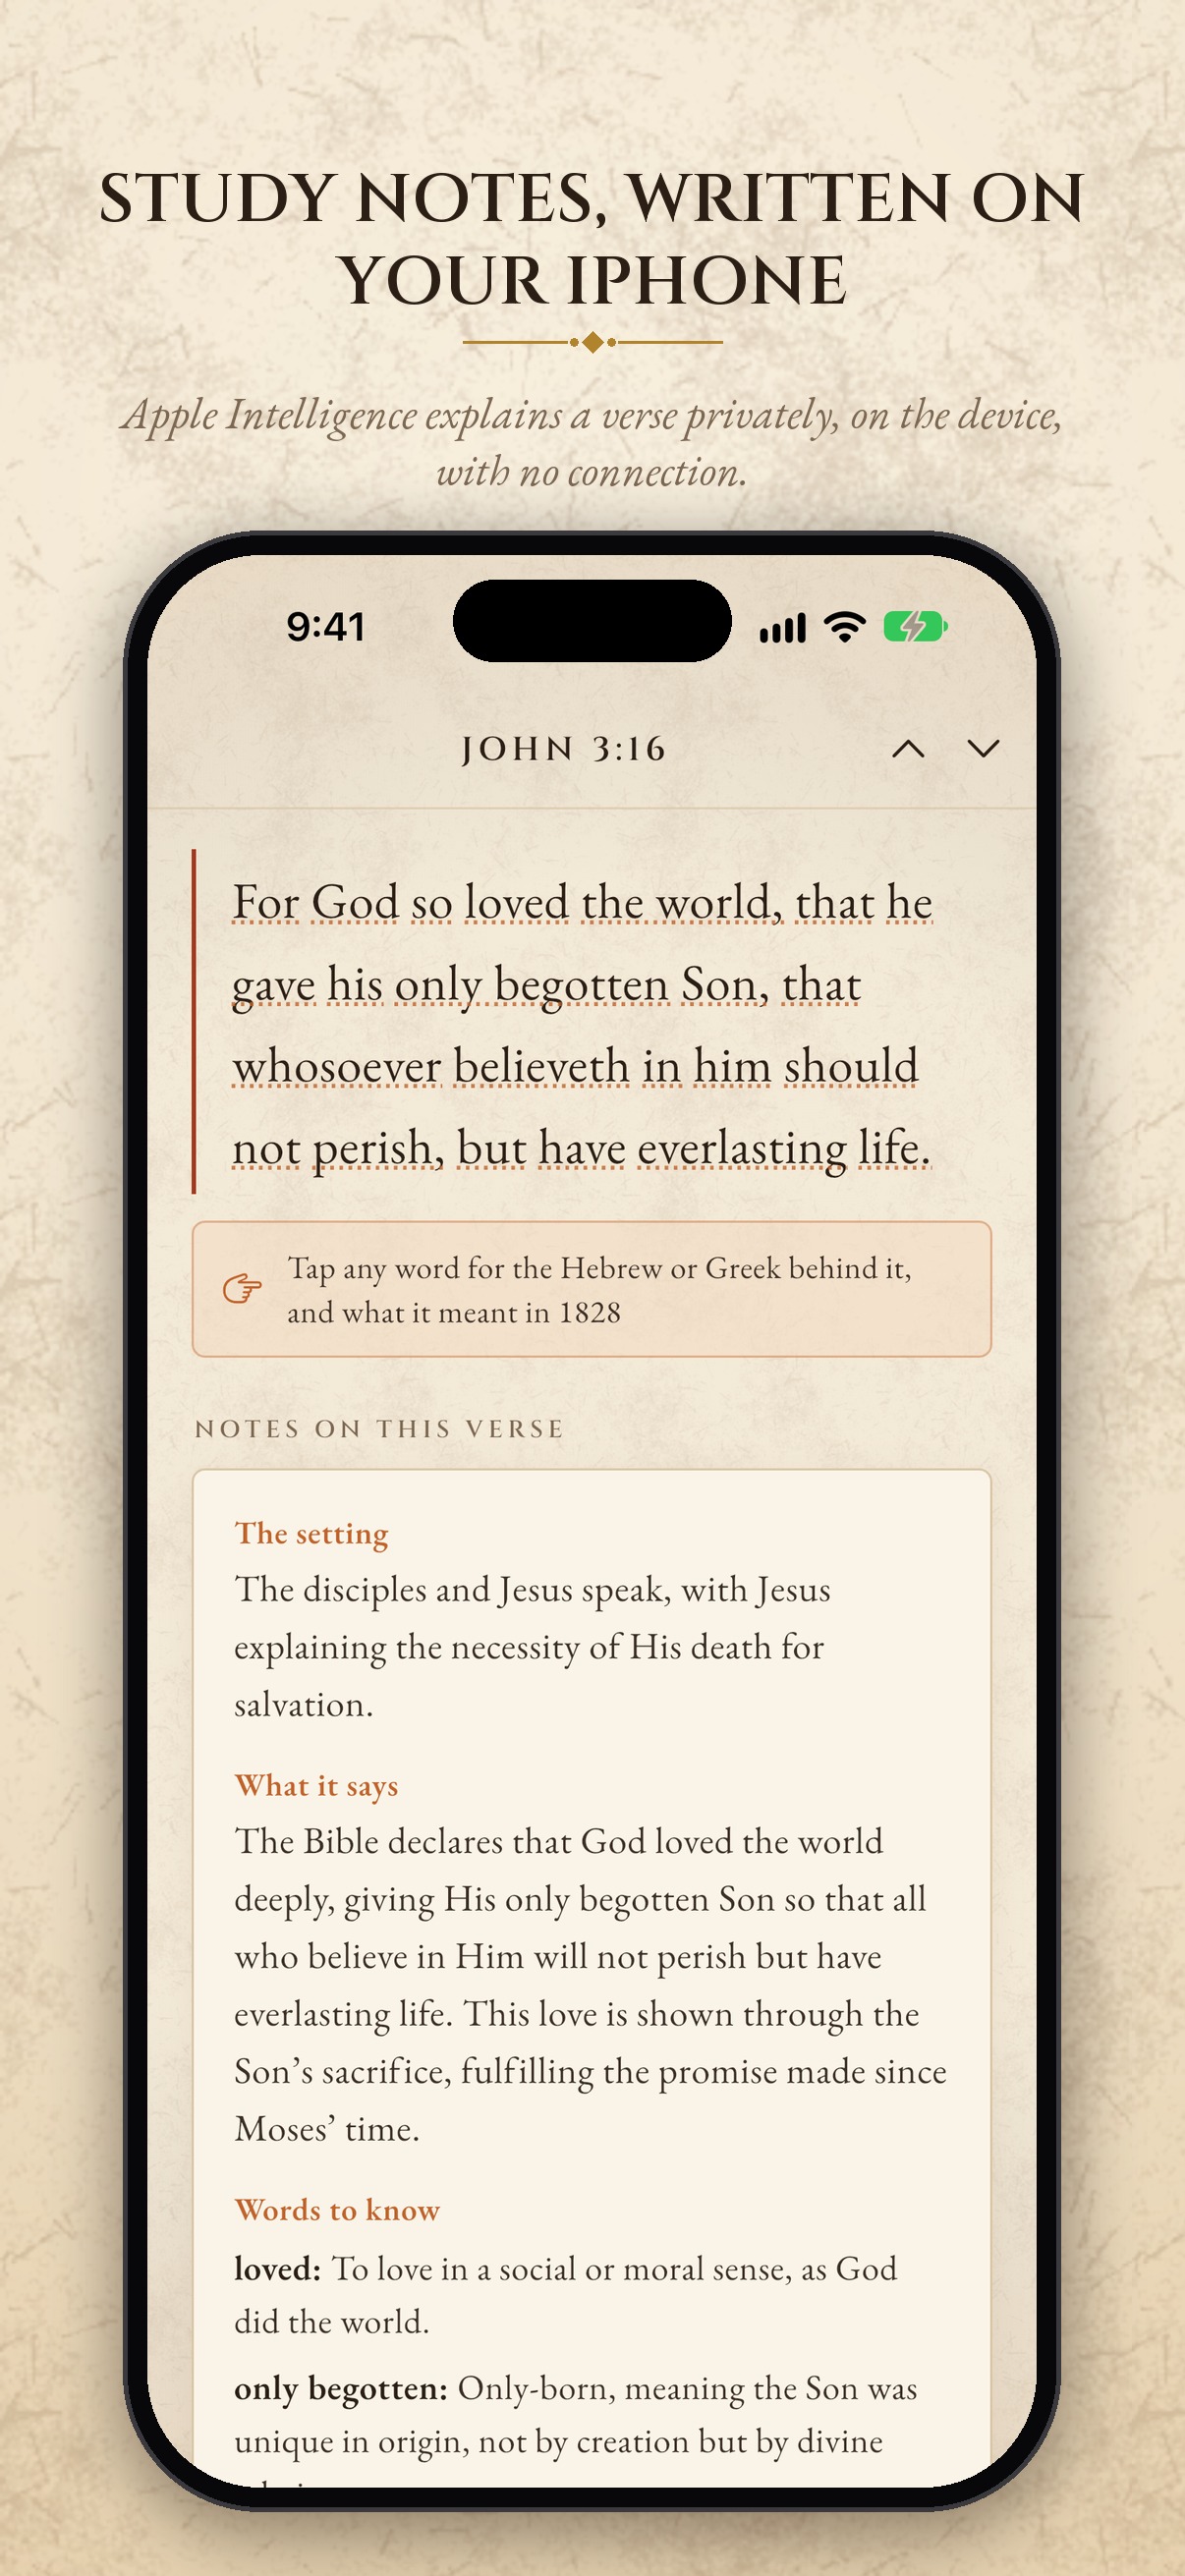 STUDY NOTES, WRITTEN ON
YOUR IPHONE
Apple Intelligence explains a verse privately, on the device,
with no connection.
9:41
JOHN 3:16
For God so loved the world, that he
gave his only begotten Son, that
whosoever believeth in him should
not perish, but have everlasting life.
Tap any word for the Hebrew or Greek behind it,
and what it meant in 1828
NOTES ON THIS VERSE
The setting
The disciples and Jesus speak, with Jesus
explaining the necessity of His death for
salvation.
What it says
The Bible declares that God loved the world
deeply, giving His only begotten Son so that all
who believe in Him will not perish but have
everlasting life. This love is shown through the
Son’s sacrifice, fulfilling the promise made since
Moses’ time.
Words to know
loved: To love in a social or moral sense, as God
did the world.
only begotten: Only-born, meaning the Son was
unique in origin, not by creation but by divine